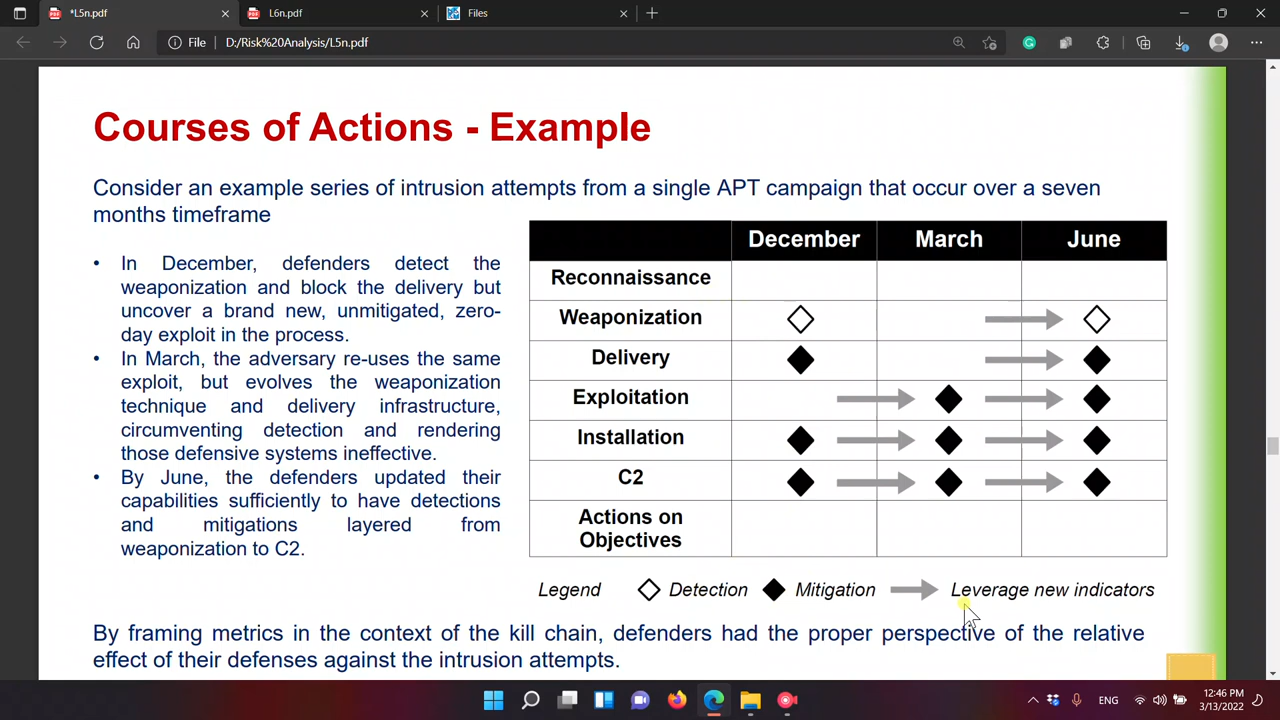 *L5n.pdf
L6n.pdf
Files
File
D:/Risk%20Analysis/L5n.pdf
Courses of Actions - Example
Consider an example series of intrusion attempts from a single APT campaign that occur over a seven
months timeframe
• In December, defenders detect the
weaponization and block the delivery but
uncover a brand new, unmitigated, zero-
day exploit in the process.
• In March, the adversary re-uses the same
exploit, but evolves the weaponization
technique and delivery infrastructure,
circumventing detection and rendering
those defensive systems ineffective.
• By June, the defenders updated their
capabilities sufficiently to have detections
and mitigations layered from
weaponization to C2.
December March June
Reconnaissance
Weaponization
Delivery
Exploitation
Installation
C2
Actions on
Objectives
Legend Detection Mitigation Leverage new indicators
By framing metrics in the context of the kill chain, defenders had the proper perspective of the relative
effect of their defenses against the intrusion attempts.
ENG
12:46 PM
3/13/2022